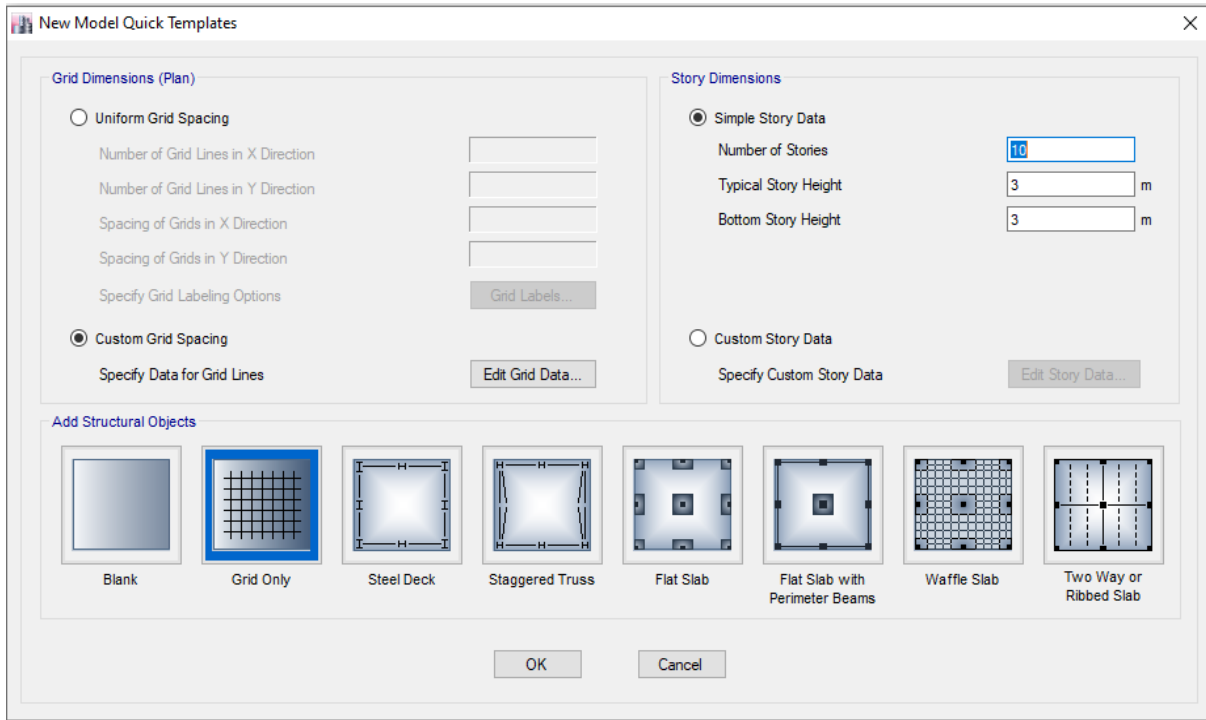 New Model Quick Templates
Grid Dimensions (Plan)
Uniform Grid Spacing
Number of Grid Lines in X Direction
Number of Grid Lines in Y Direction
Spacing of Grids in X Direction
Spacing of Grids in Y Direction
Specify Grid Labeling Options
Grid Labels...
Custom Grid Spacing
Specify Data for Grid Lines
Edit Grid Data...
Story Dimensions
Simple Story Data
Number of Stories
10
Typical Story Height
3
m
Bottom Story Height
3
m
Custom Story Data
Specify Custom Story Data
Edit Story Data...
Add Structural Objects
Blank
Grid Only
Steel Deck
Staggered Truss
Flat Slab
Flat Slab with
Perimeter Beams
Waffle Slab
Two Way or
Ribbed Slab
OK
Cancel